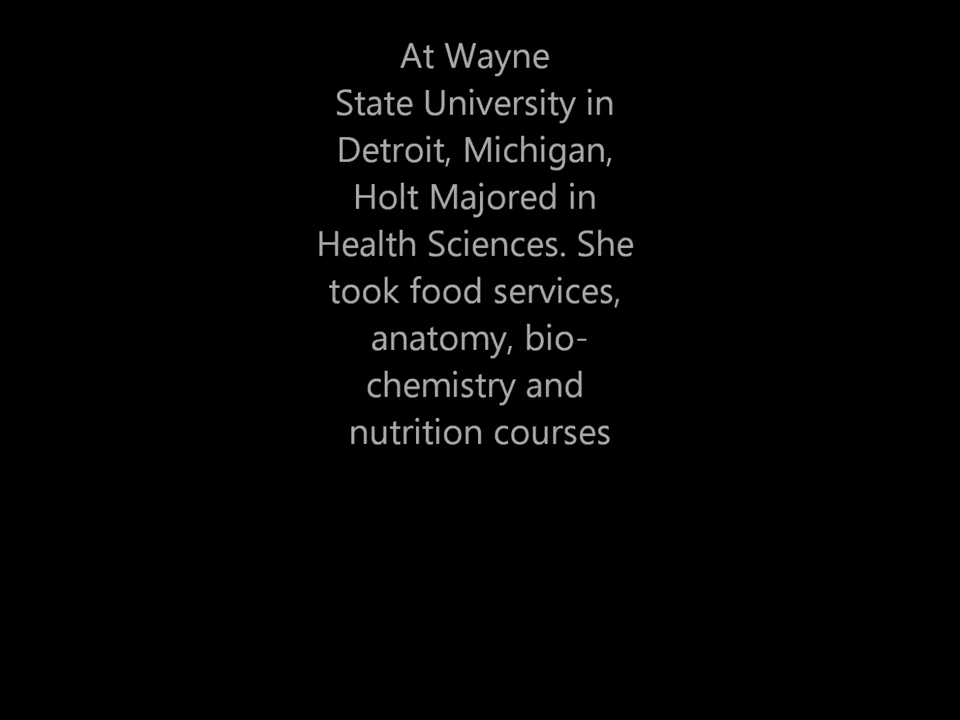 At Wayne
State University in
Detroit, Michigan,
Holt Majored in
Health Sciences. She
took food services,
anatomy, bio-
chemistry and
nutrition courses